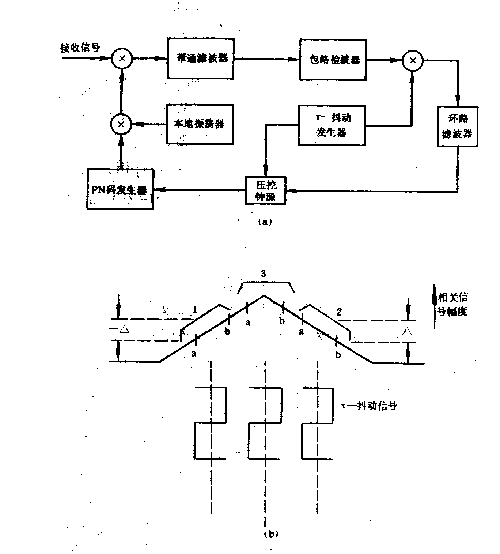 接收信号
×
带通滤波器
包络检波器
×
×
本地振荡器
τ—抖动
发生器
环路
滤波器
PN码发生器
压控
钟源
(a)
3
1
2
相关信
号幅度
—△
△
a
b
a
b
a
b
τ—抖动信号
(b)